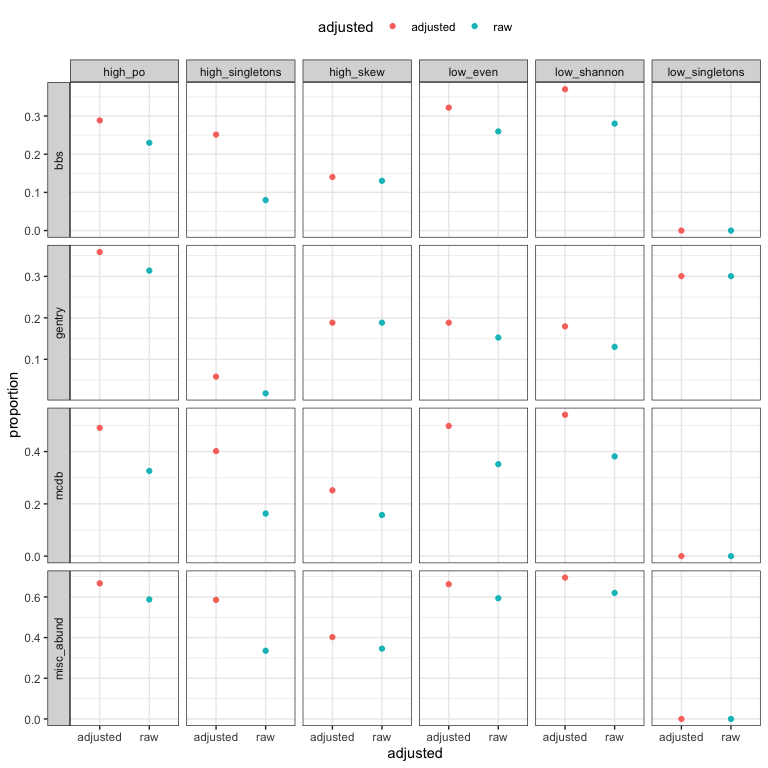 adjusted adjusted raw
high_po high_singletons high_skew low_even low_shannon low_singletons
0.3
0.2
0.1
0.0
bbs
0.3
0.2
0.1
gentry
0.4
0.2
0.0
mcdb
0.6
0.4
0.2
0.0
misc_abund
proportion
adjusted raw adjusted raw adjusted raw adjusted raw adjusted raw adjusted raw
adjusted